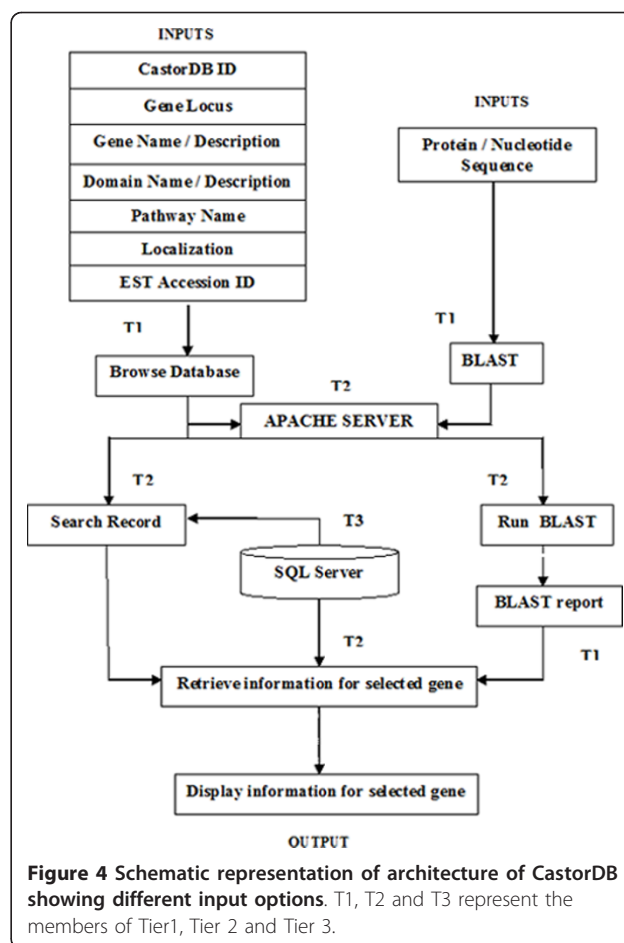 INPUTS
CastorDB ID
Gene Locus
Gene Name / Description
Domain Name / Description
Pathway Name
Localization
EST Accession ID
INPUTS
Protein / Nucleotide
Sequence
T1
T1
Browse Database
BLAST
T2
APACHE SERVER
T2
T2
Search Record
T3
Run BLAST
SQL Server
BLAST report
T2
T1
Retrieve information for selected gene
Display information for selected gene
OUTPUT
Figure 4 Schematic representation of architecture of CastorDB
showing different input options. T1, T2 and T3 represent the
members of Tier1, Tier 2 and Tier 3.